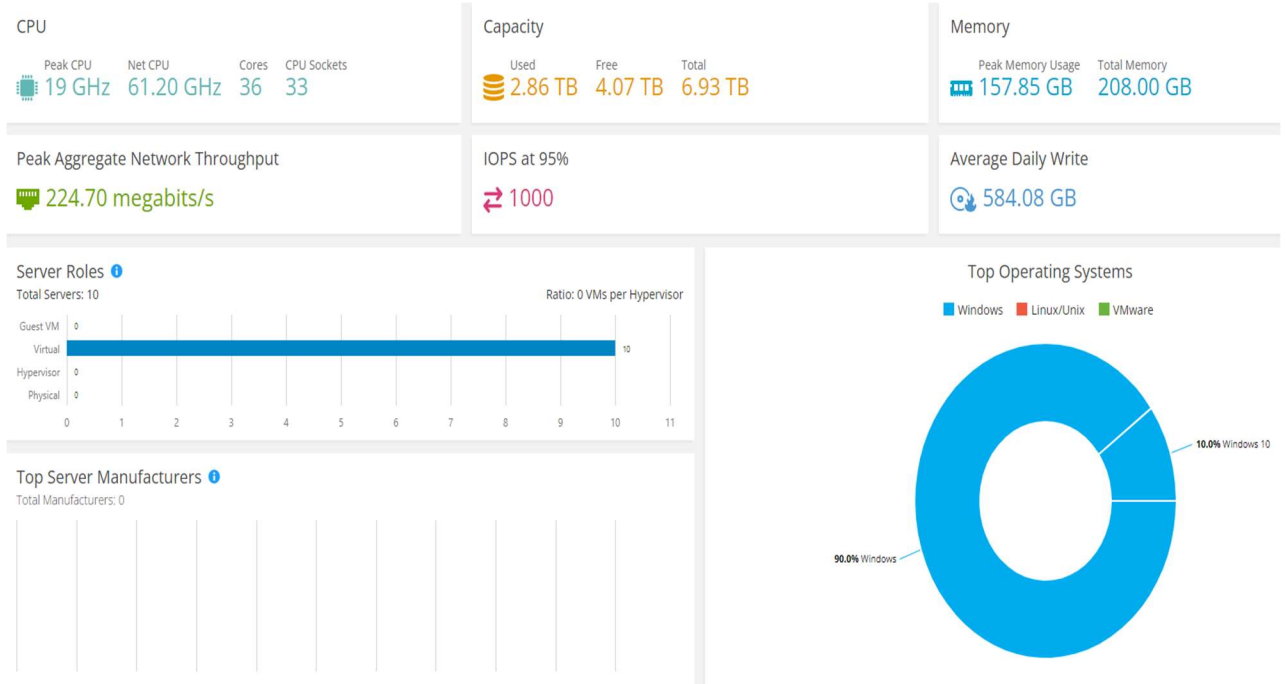 CPU
Peak CPU Net CPU Cores CPU Sockets
19 GHz 61.20 GHz 36 33
Capacity
Used Free Total
2.86 TB 4.07 TB 6.93 TB
Memory
Peak Memory Usage Total Memory
157.85 GB 208.00 GB
Peak Aggregate Network Throughput
224.70 megabits/s
IOPS at 95%
1000
Average Daily Write
584.08 GB
Server Roles
Total Servers: 10 Ratio: 0 VMs per Hypervisor
Guest VM 0
Virtual 10
Hypervisor 0
Physical 0
0 1 2 3 4 5 6 7 8 9 10 11
Top Server Manufacturers
Total Manufacturers: 0
Top Operating Systems
Windows Linux/Unix VMware
10.0% Windows 10
90.0% Windows